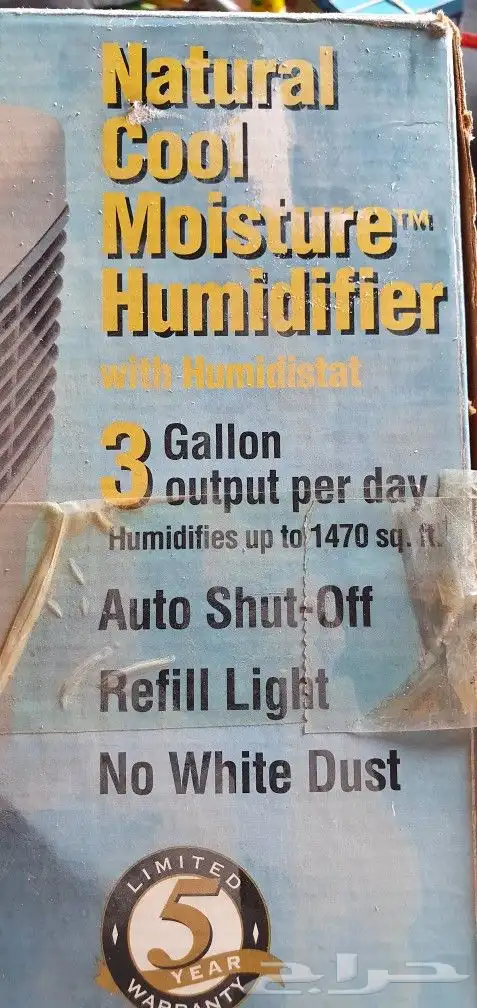 Natural
Cool
Moisture™
Humidifier
with Humidistat
3 Gallon
output per day
Humidifies up to 1470 sq. ft.
Auto Shut-Off
Refill Light
No White Dust
LIMITED
5
YEAR
WARRANTY
حراج